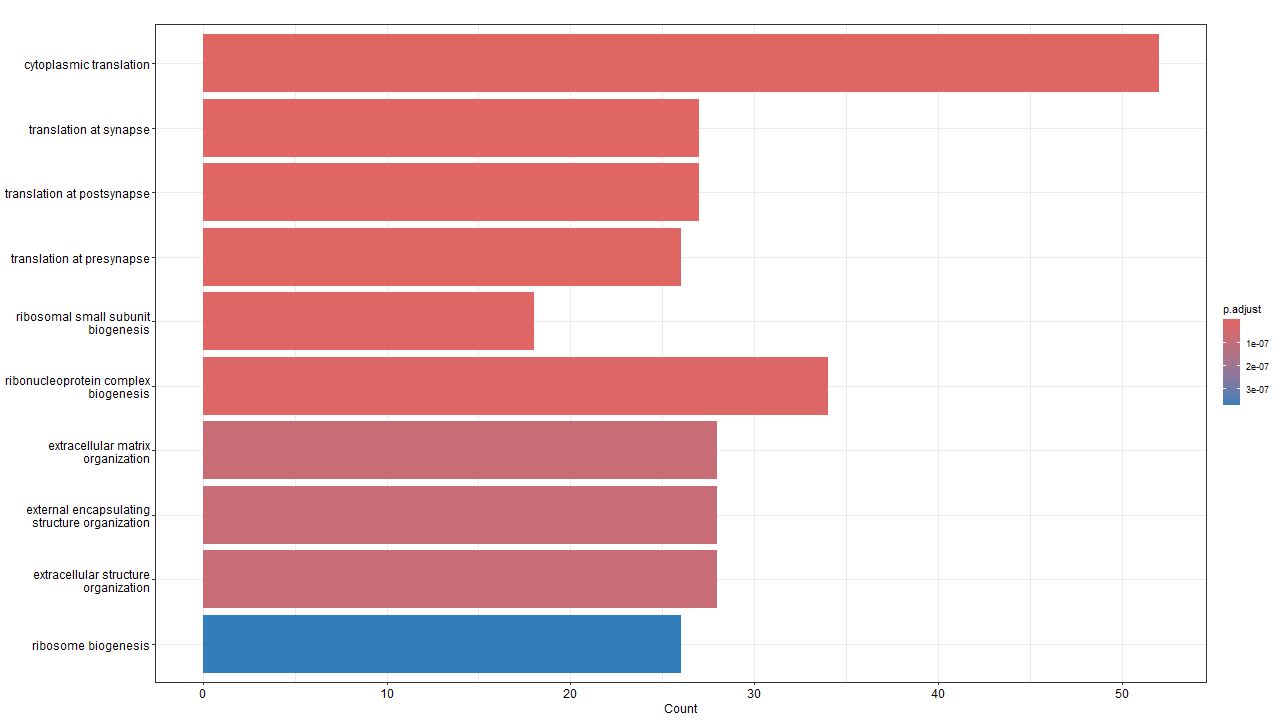 cytoplasmic translation
translation at synapse
translation at postsynapse
translation at presynapse
ribosomal small subunit
biogenesis
ribonucleoprotein complex
biogenesis
extracellular matrix
organization
external encapsulating
structure organization
extracellular structure
organization
ribosome biogenesis
0 10 20 30 40 50
Count
p.adjust
1e-07
2e-07
3e-07